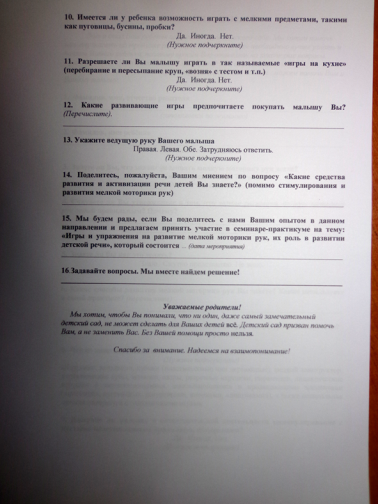 10. Имеется ли у ребенка возможность играть с мелкими предметами, такими
как пуговицы, бусины, пробки?
Да. Иногда. Нет.
(Нужное подчеркните)
11. Разрешаете ли Вы малышу играть в так называемые «игры на кухне»
(перебирание и пересыпание круп, «возня» с тестом и т.п.)
Да. Иногда. Нет.
(Нужное подчеркните)
12. Какие развивающие игры предпочитаете покупать малышу Вы?
(Перечислите).
13. Укажите ведущую руку Вашего малыша
Правая. Левая. Обе. Затрудняюсь ответить.
(Нужное подчеркните)
14. Поделитесь, пожалуйста, Вашим мнением по вопросу «Какие средства
развития и активизации речи детей Вы знаете?» (помимо стимулирования и
развития мелкой моторики рук)
15. Мы будем рады, если Вы поделитесь с нами Вашим опытом в данном
направлении и предлагаем принять участие в семинаре-практикуме на тему:
«Игры и упражнения на развитие мелкой моторики рук, их роль в развитии
детской речи», который состоится ... (дата мероприятия)
16 Задавайте вопросы. Мы вместе найдем решение!
Уважаемые родители!
Мы хотим, чтобы Вы понимали, что ни один, даже самый замечательный
детский сад, не может сделать для Ваших детей всё. Детский сад призван помочь
Вам, а не заменить Вас. Без Вашей помощи просто нельзя.
Спасибо за внимание. Надеемся на взаимопонимание!